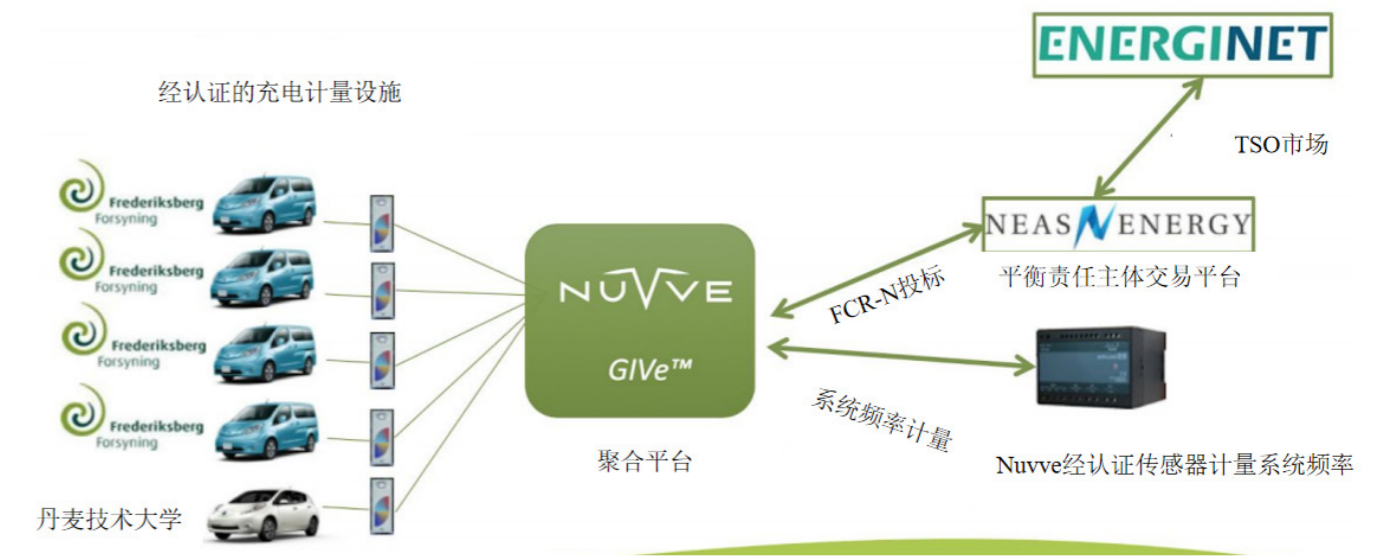 ENERGINET
经认证的充电计量设施
TSO市场
Frederiksberg
Forsyning
NEAS ENERGY
Frederiksberg
Forsyning
NUVVE
平衡责任主体交易平台
FCR-N投标
Frederiksberg
Forsyning
GIVe™
系统频率计量
Frederiksberg
Forsyning
聚合平台
Nuvve经认证传感器计量系统频率
丹麦技术大学